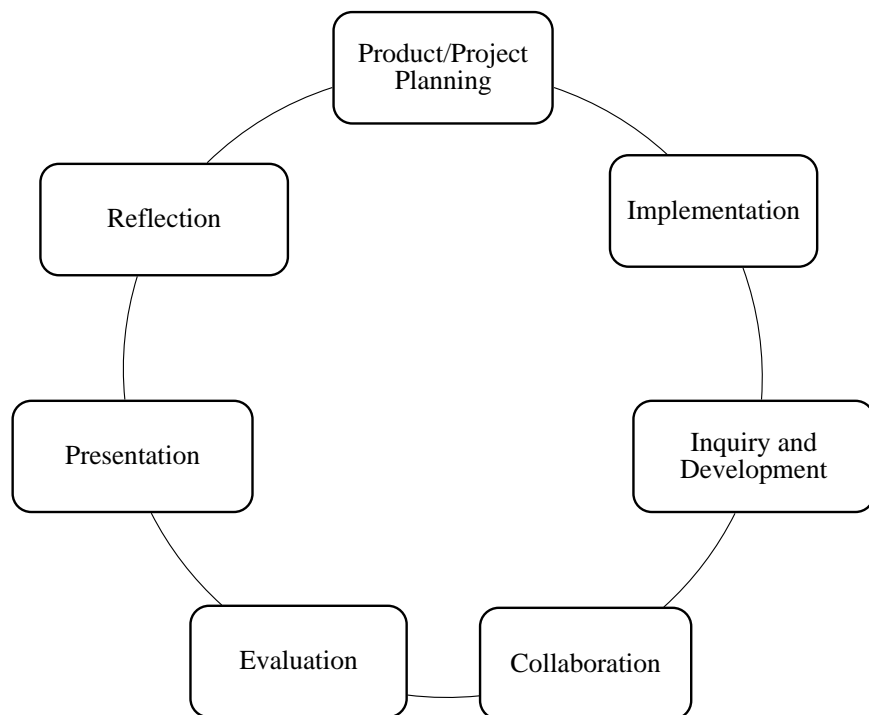 Product/Project
Planning
Implementation
Inquiry and
Development
Collaboration
Evaluation
Presentation
Reflection